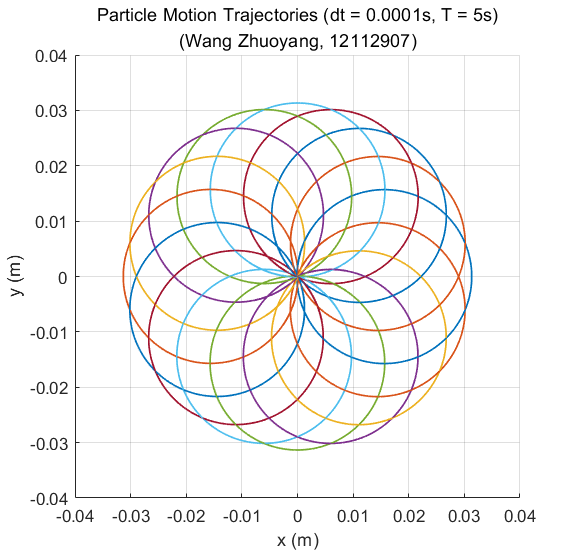 Particle Motion Trajectories (dt = 0.0001s, T = 5s)
(Wang Zhuoyang, 12112907)
0.04
0.03
0.02
0.01
0
-0.01
-0.02
-0.03
-0.04
y (m)
-0.04 -0.03 -0.02 -0.01 0 0.01 0.02 0.03 0.04
x (m)